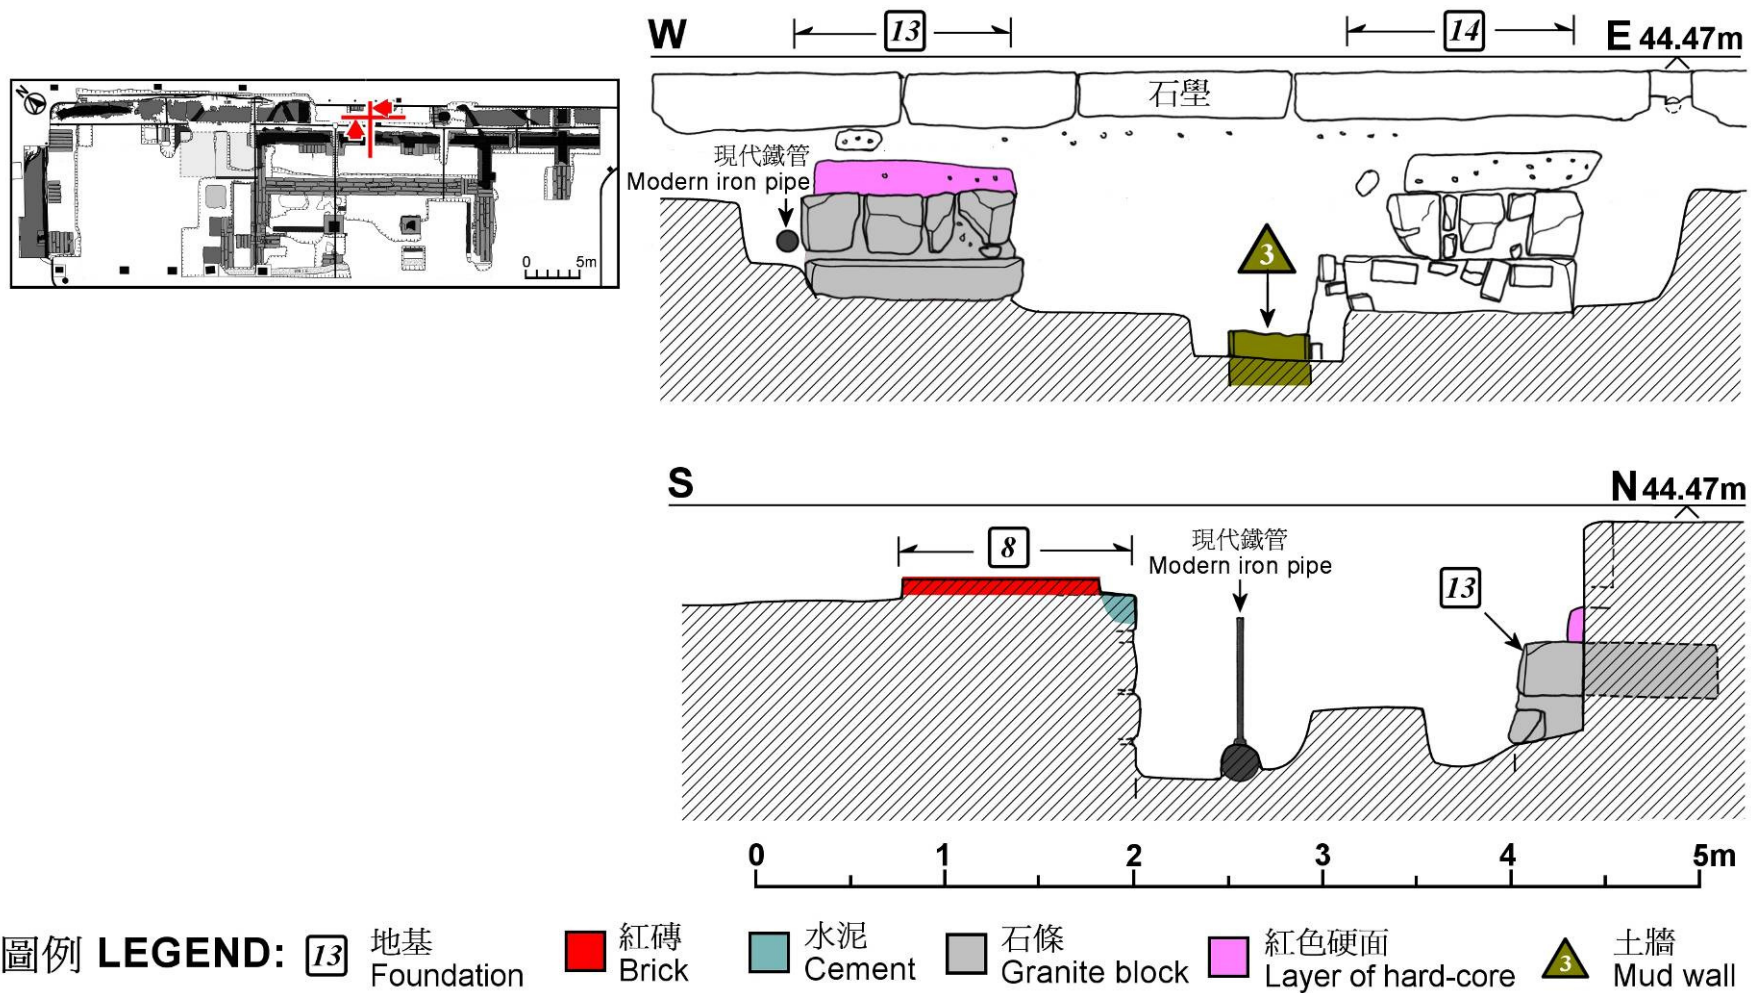 W
13
14
E 44.47m
石壆
N
0 5m
現代鐵管
Modern iron pipe
3
S
N 44.47m
8
現代鐵管
Modern iron pipe
13
0 1 2 3 4 5m
圖例 LEGEND:
13
地基
Foundation
紅磚
Brick
水泥
Cement
石條
Granite block
紅色硬面
Layer of hard-core
3
土牆
Mud wall